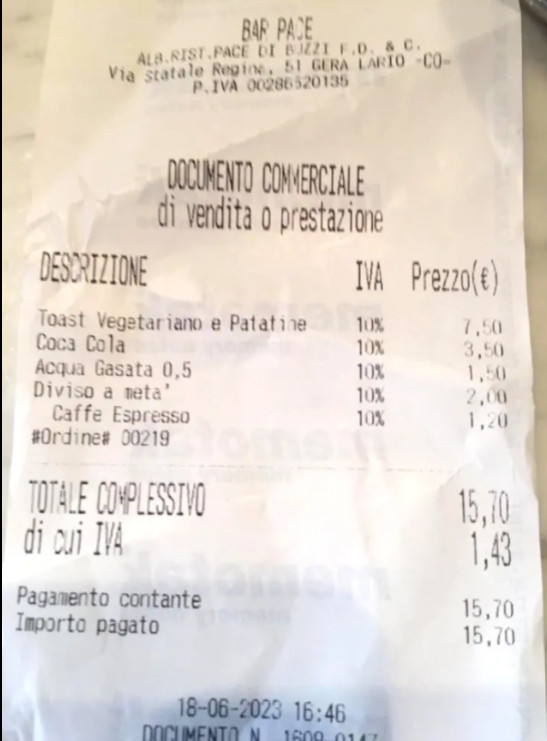 BAR PACE
ALB.RIST.PACE DI BUZZI F.D. & C.
Via Statale Regina, 51 GERA LARIO -CO-
P.IVA 00286520135
DOCUMENTO COMMERCIALE
di vendita o prestazione
DESCRIZIONE IVA Prezzo(€)
Toast Vegetariano e Patatine 10% 7,50
Coca Cola 10% 3,50
Acqua Gasata 0,5 10% 1,50
Diviso a meta' 10% 2,00
Caffe Espresso 10% 1,20
#Ordine# 00219
TOTALE COMPLESSIVO 15,70
di cui IVA 1,43
Pagamento contante 15,70
Importo pagato 15,70
18-06-2023 16:46
DOCUMENTO N. 1609-0147